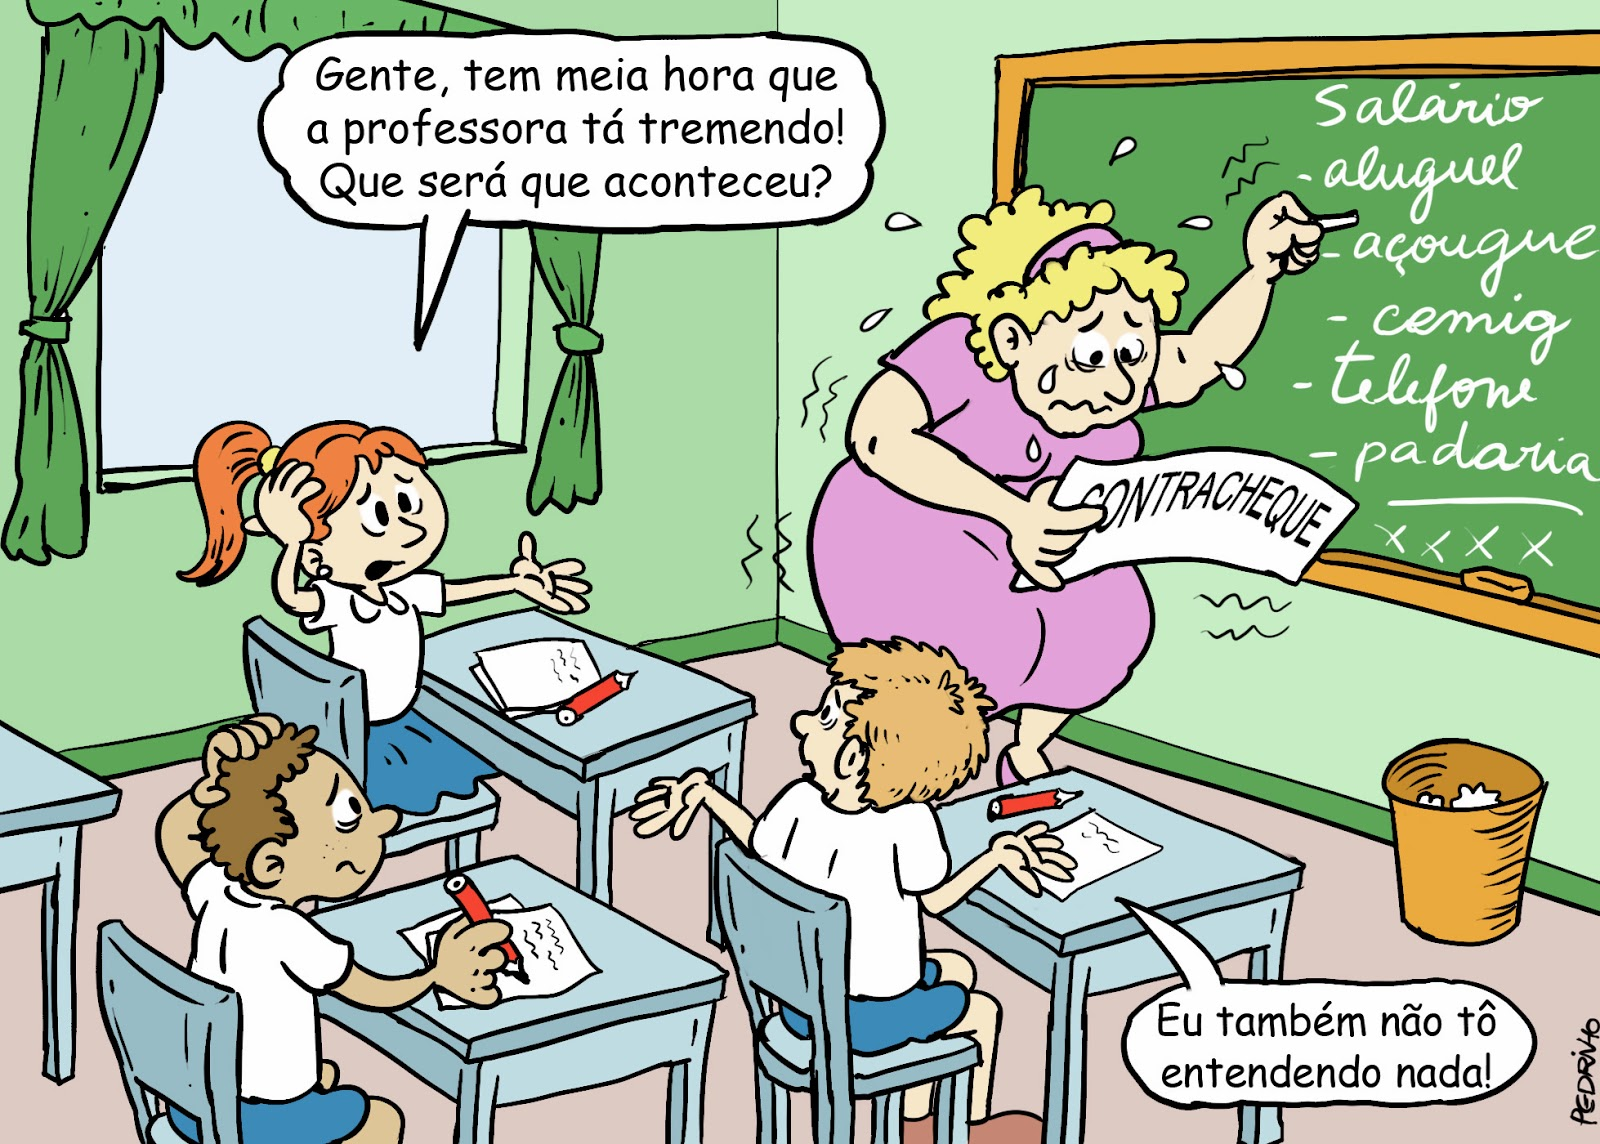 Gente, tem meia hora que
a professora tá tremendo!
Que será que aconteceu?
Salário
- aluguel
- açougue
- cemig
- telefone
- padaria
x x x x
CONTRACHEQUE
Eu também não tô
entendendo nada!
PEDRINHO